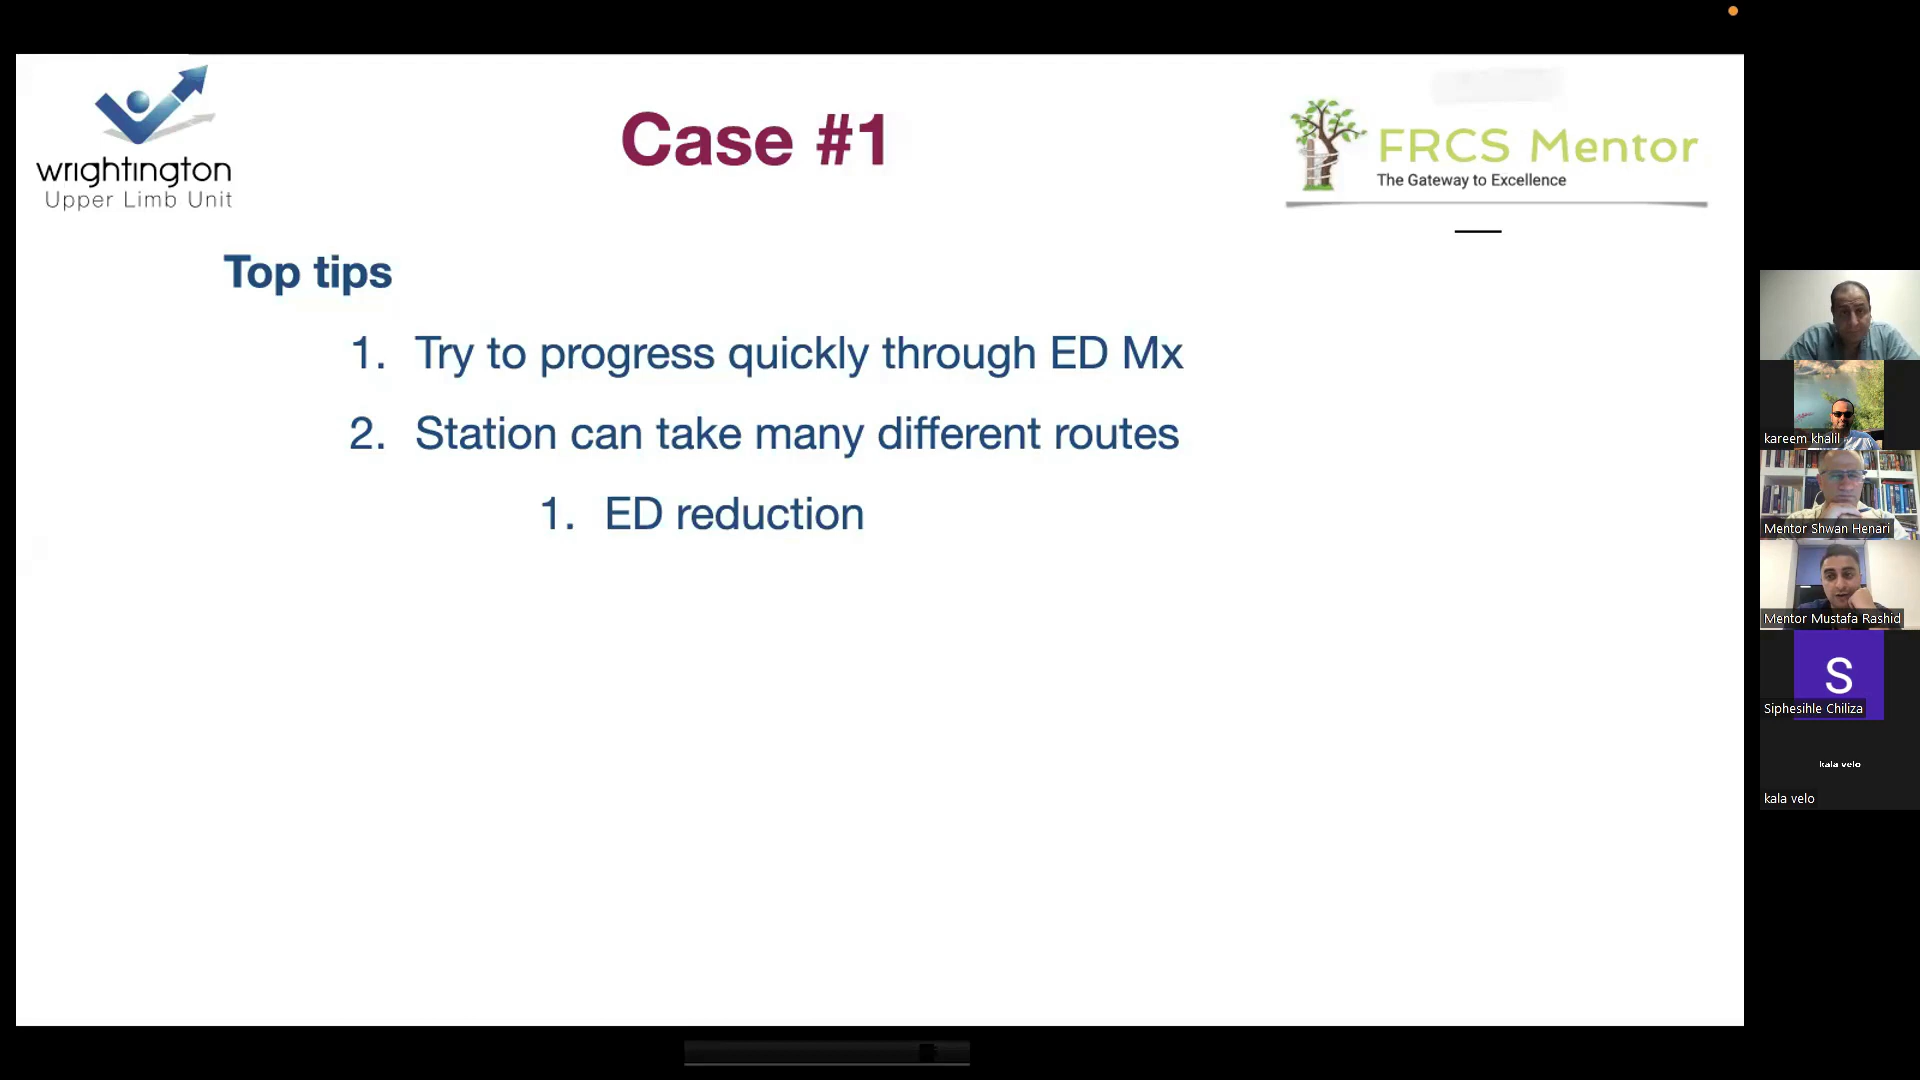 wrightington
Upper Limb Unit
Case #1
FRCS Mentor
The Gateway to Excellence
Top tips
1. Try to progress quickly through ED Mx
2. Station can take many different routes
1. ED reduction
kareem khalil
Mentor Shwan Henari
Mentor Mustafa Rashid
S
Siphesihle Chiliza
kala velo
kala velo